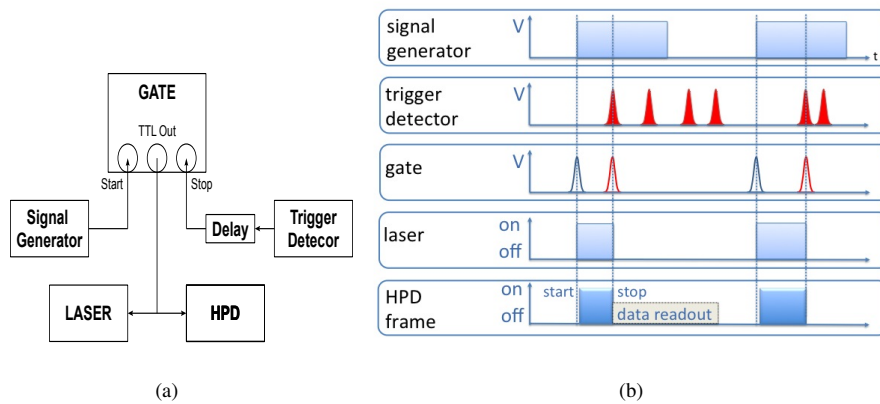 GATE
TTL Out
Start
Stop
Signal
Generator
Delay
Trigger
Detecor
LASER
HPD
(a)
signal
generator
V
t
trigger
detector
V
gate
V
laser
on
off
HPD
frame
on
off
start
stop
data readout
(b)